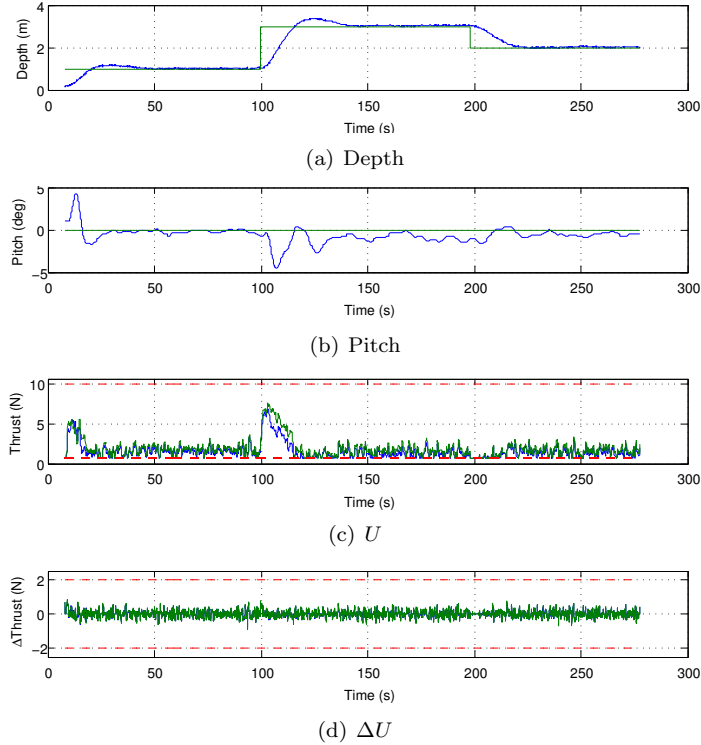 4
2
0
Depth (m)
0 50 100 150 200 250 300
Time (s)
(a) Depth
5
0
−5
Pitch (deg)
0 50 100 150 200 250 300
Time (s)
(b) Pitch
10
5
0
Thrust (N)
0 50 100 150 200 250 300
Time (s)
(c) U
2
0
−2
ΔThrust (N)
0 50 100 150 200 250 300
Time (s)
(d) ΔU